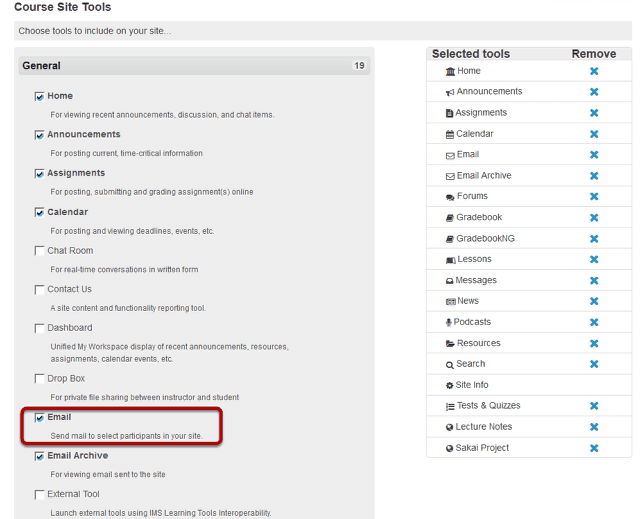 Course Site Tools
Choose tools to include on your site...
General 19
Home
For viewing recent announcements, discussion, and chat items.
Announcements
For posting current, time-critical information
Assignments
For posting, submitting and grading assignment(s) online
Calendar
For posting and viewing deadlines, events, etc.
Chat Room
For real-time conversations in written form
Contact Us
A site content and functionality reporting tool.
Dashboard
Unified My Workspace display of recent announcements, resources,
assignments, calendar events, etc.
Drop Box
For private file sharing between instructor and student
Email
Send mail to select participants in your site.
Email Archive
For viewing email sent to the site
External Tool
Launch external tools using IMS Learning Tools Interoperability.
Selected tools Remove
Home
Announcements
Assignments
Calendar
Email
Email Archive
Forums
Gradebook
GradebookNG
Lessons
Messages
News
Podcasts
Resources
Search
Site Info
Tests & Quizzes
Lecture Notes
Sakai Project